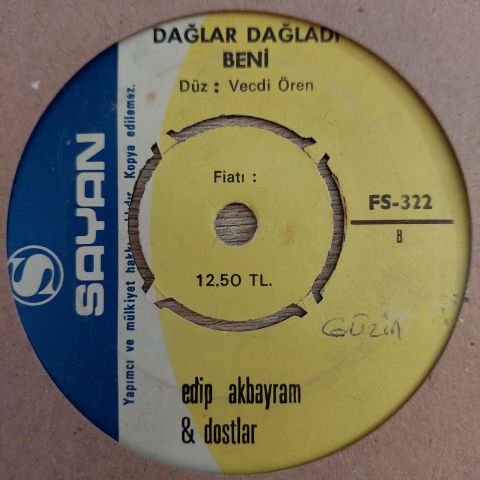 DAĞLAR DAĞLADI
BENİ
Düz : Vecdi Ören
Fiatı :
12.50 TL.
FS-322
B
GÜZİN
edip akbayram
& dostlar
SAYAN
S
Yapımcı ve mülkiyet hakkı Kopya edilemez.